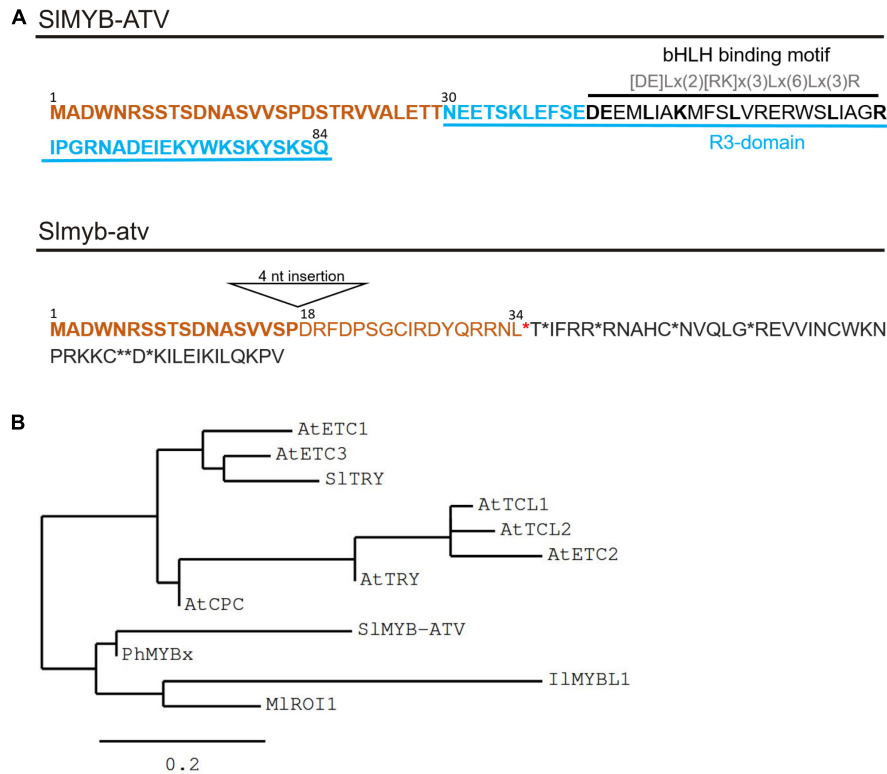 A SlMYB-ATV
bHLH binding motif
[DE]Lx(2)[RK]x(3)Lx(6)Lx(3)R
1 30
MADWNRSSTSDNASVVSPDSTRVVALETTNEETSKLEFSEDEEMLIAKMFSLVRERWSLIAGR
84
IPGRNADEIEKYWKSKYSKSQ
R3-domain
Slmyb-atv
4 nt insertion
1 18 34
MADWNRSSTSDNASVVSPDRFDPSGCIRDYQRRNL*T*IFRR*RNAHC*NVQLG*REVVINCWKN
PRKKC**D*KILEIKILQKPV
B
AtETC1
AtETC3
SlTRY
AtTCL1
AtTCL2
AtETC2
AtTRY
AtCPC
SlMYB-ATV
PhMYBx
IlMYBL1
MlROI1
0.2